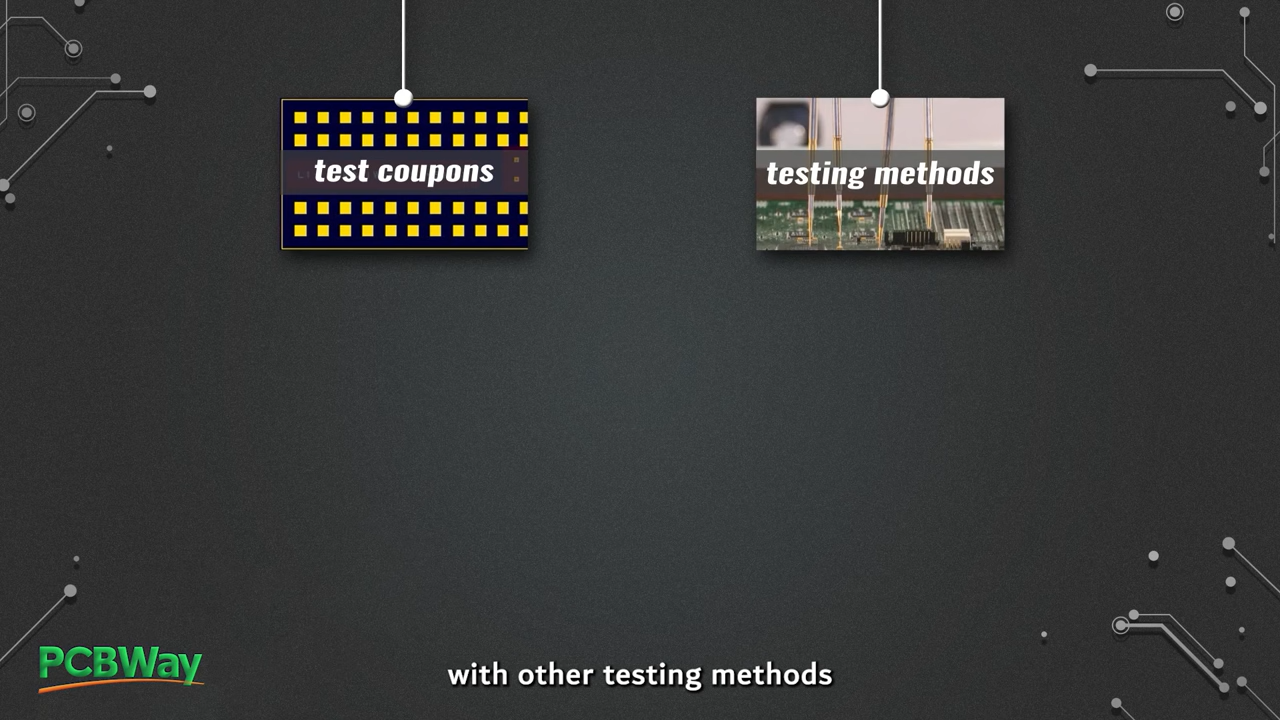 test coupons
testing methods
PCBWay
with other testing methods